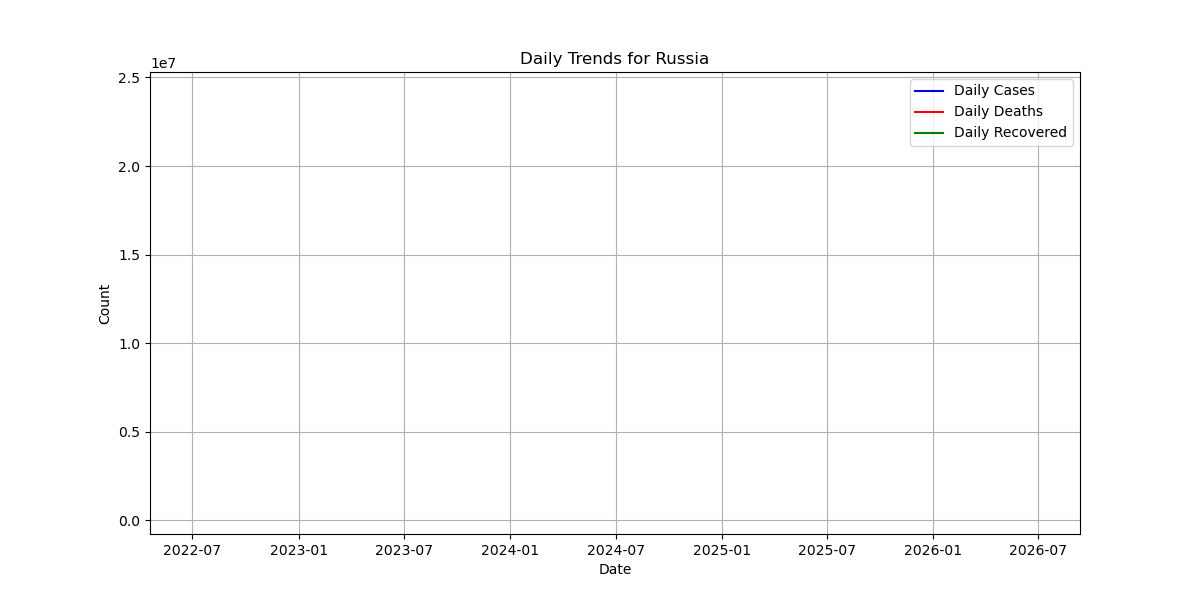 Daily Trends for Russia
1e7
2.5
2.0
1.5
1.0
0.5
0.0
Count
Daily Cases
Daily Deaths
Daily Recovered
2022-07 2023-01 2023-07 2024-01 2024-07 2025-01 2025-07 2026-01 2026-07
Date